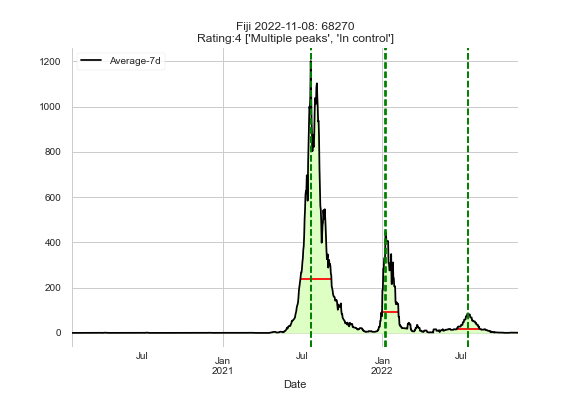 Fiji 2022-11-08: 68270
Rating:4 ['Multiple peaks', 'In control']
Average-7d
1200
1000
800
600
400
200
0
Jul
Jan
2021
Jul
Jan
2022
Jul
Date